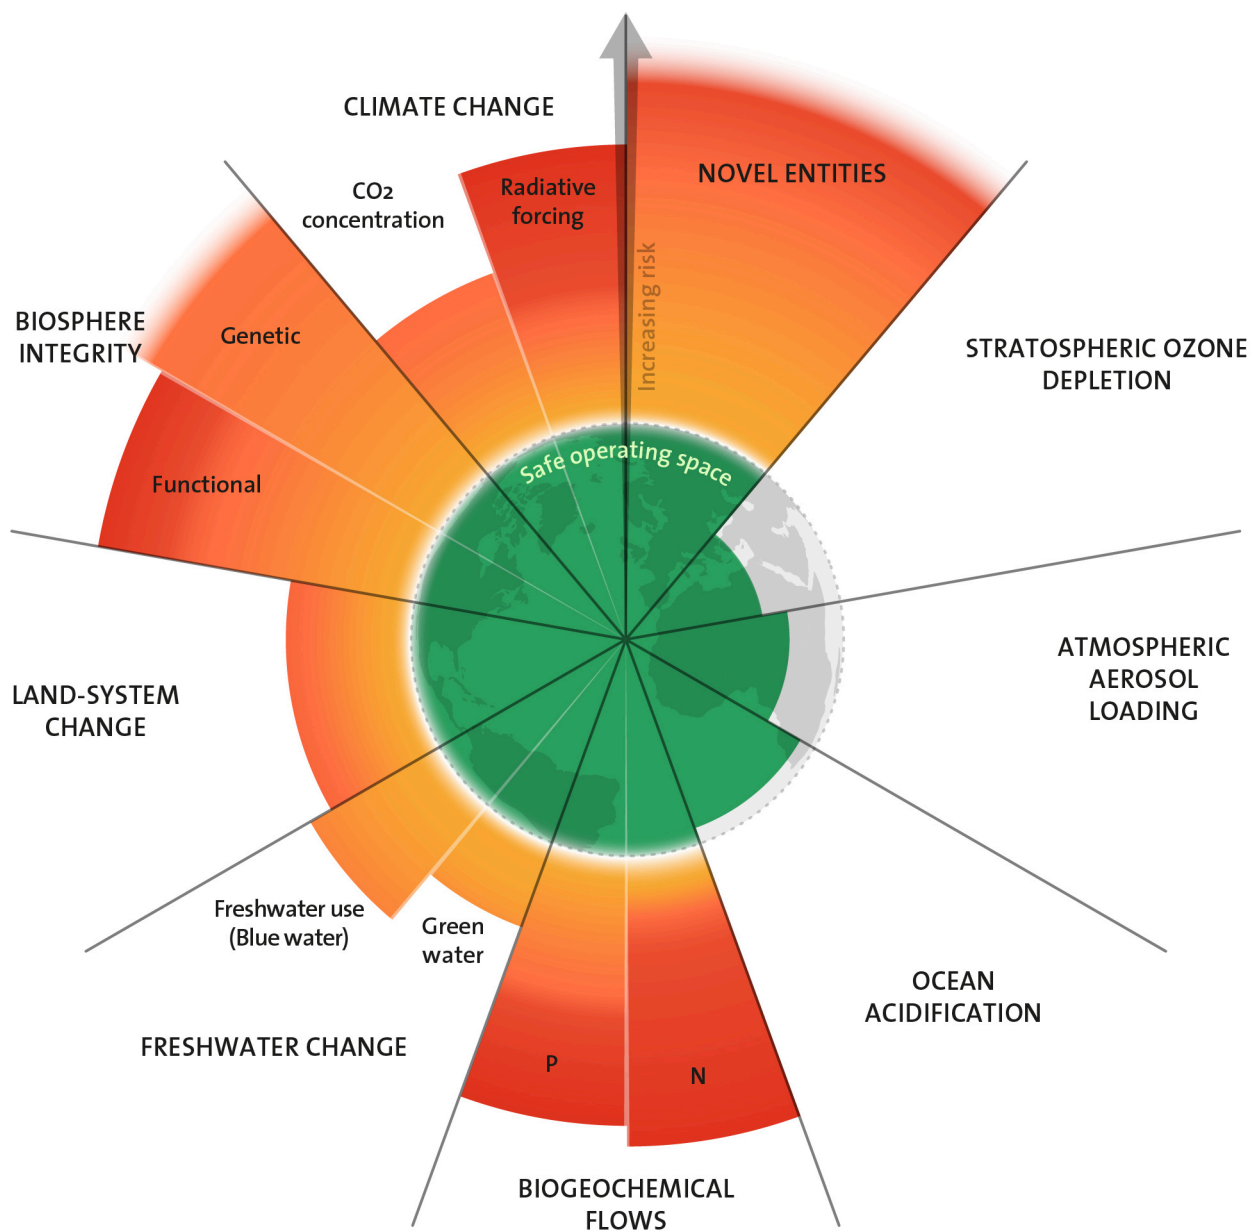 CLIMATE CHANGE
CO2
concentration
Radiative
forcing
NOVEL ENTITIES
Increasing risk
STRATOSPHERIC OZONE
DEPLETION
BIOSPHERE
INTEGRITY
Genetic
Functional
Safe operating space
ATMOSPHERIC
AEROSOL
LOADING
LAND-SYSTEM
CHANGE
Freshwater use
(Blue water)
Green
water
FRESHWATER CHANGE
OCEAN
ACIDIFICATION
P
N
BIOGEOCHEMICAL
FLOWS